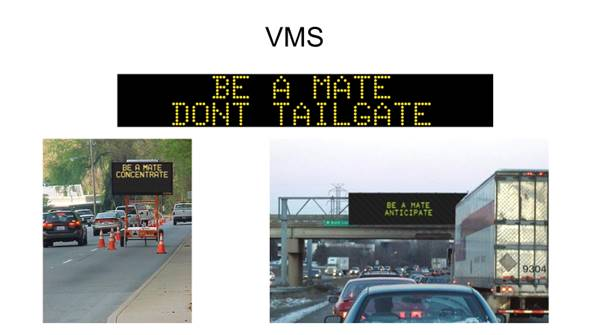 VMS
BE A MATE
DONT TAILGATE
BE A MATE
CONCENTRATE
BE A MATE
ANTICIPATE
9304